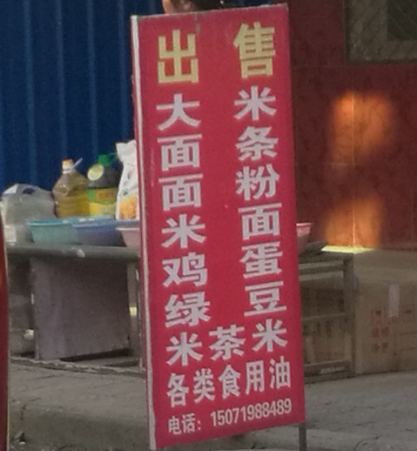 出售
大米
面条
面粉
米面
鸡蛋
绿豆
米茶米
各类食用油
电话：15071988489